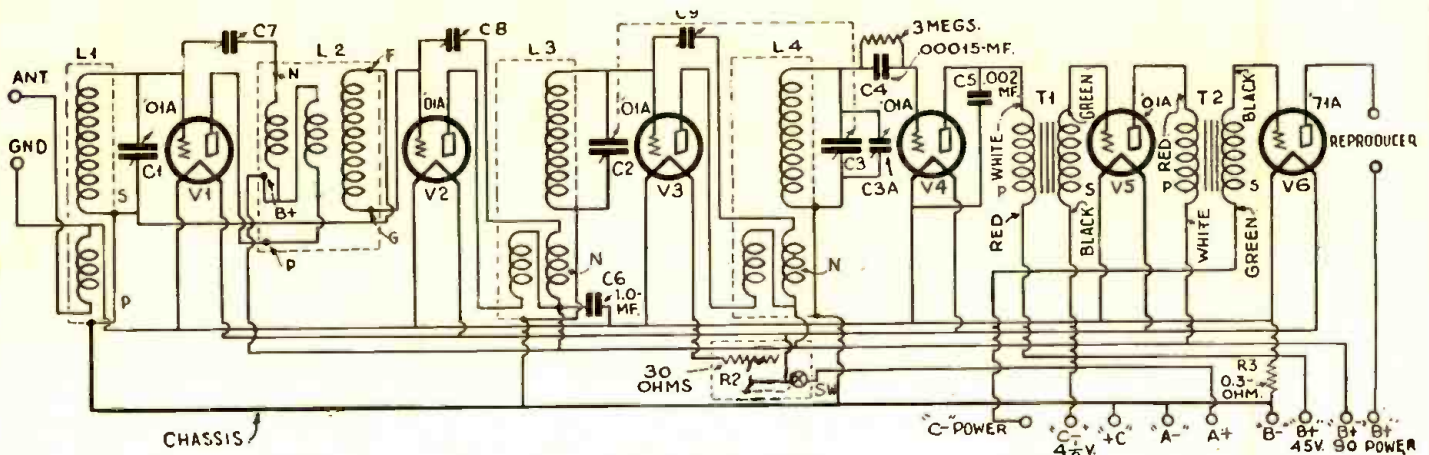 ANT.
GND
L1
S
P
C1
01A
V1
C7
L2
N
F
B+
G
P
01A
V2
C8
L3
N
C6
1.0-
MF.
C2
01A
V3
C9
L4
N
3 MEGS.
.00015-MF.
C4
C3
C3A
01A
V4
C5
.002
MF.
WHITE
P
RED
T1
GREEN
S
BLACK
01A
V5
RED
P
WHITE
T2
BLACK
S
GREEN
71A
V6
REPRODUCER
30
OHMS
R2
SW
R3
0.3-
OHM.
CHASSIS
"C-" POWER
"C-"
4½V.
"+C"
"A-"
A+
"B-"
B+
45V.
B+
90
B+
POWER